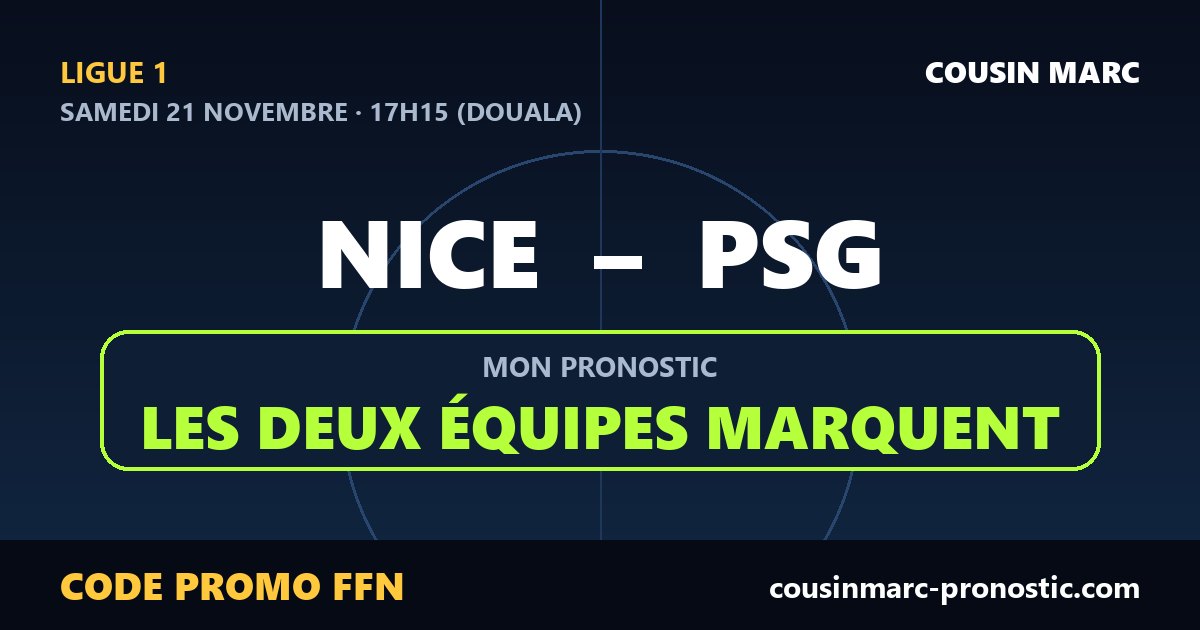 LIGUE 1
COUSIN MARC
SAMEDI 21 NOVEMBRE · 17H15 (DOUALA)
NICE – PSG
MON PRONOSTIC
LES DEUX ÉQUIPES MARQUENT
CODE PROMO FFN
cousinmarc-pronostic.com